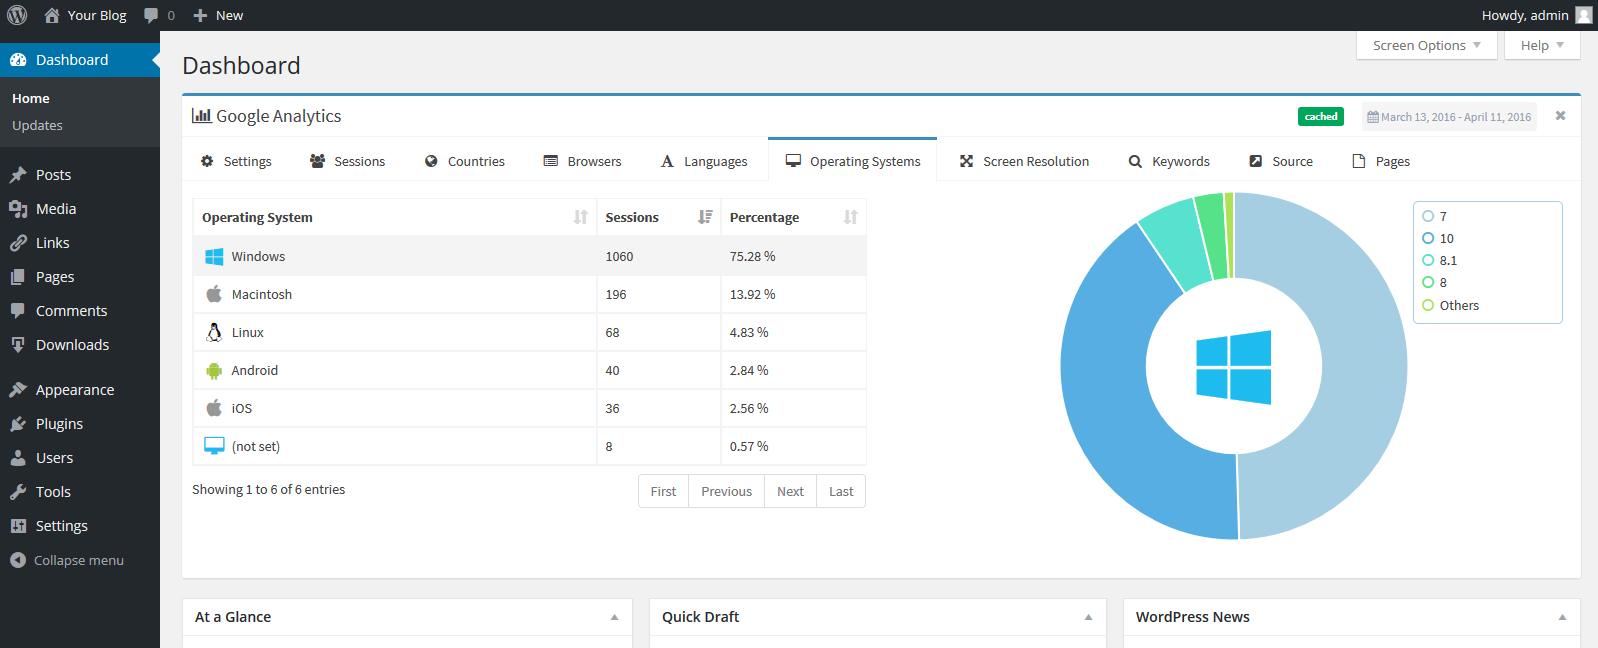 Your Blog 0 New Howdy, admin
Dashboard
Home
Updates
Posts
Media
Links
Pages
Comments
Downloads
Appearance
Plugins
Users
Tools
Settings
Collapse menu
Screen Options Help
Dashboard
Google Analytics cached March 13, 2016 - April 11, 2016
Settings Sessions Countries Browsers Languages Operating Systems Screen Resolution Keywords Source Pages
Operating System Sessions Percentage
Windows 1060 75.28 %
Macintosh 196 13.92 %
Linux 68 4.83 %
Android 40 2.84 %
iOS 36 2.56 %
(not set) 8 0.57 %
Showing 1 to 6 of 6 entries First Previous Next Last
7
10
8.1
8
Others
At a Glance Quick Draft WordPress News